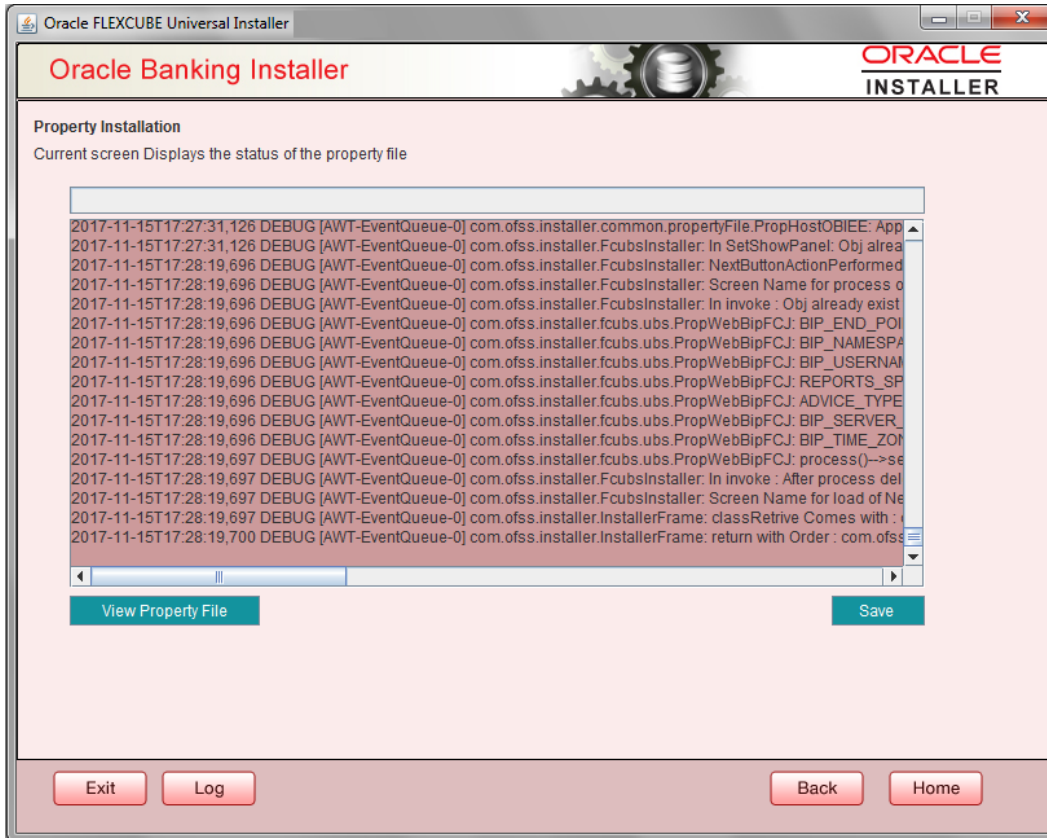 Oracle FLEXCUBE Universal Installer
Oracle Banking Installer
ORACLE
INSTALLER
Property Installation
Current screen Displays the status of the property file
2017-11-15T17:27:31,126 DEBUG [AWT-EventQueue-0] com.ofss.installer.common.propertyFile.PropHostOBIEE: App
2017-11-15T17:27:31,126 DEBUG [AWT-EventQueue-0] com.ofss.installer.FcubsInstaller: In SetShowPanel: Obj alrea
2017-11-15T17:28:19,696 DEBUG [AWT-EventQueue-0] com.ofss.installer.FcubsInstaller: NextButtonActionPerformed
2017-11-15T17:28:19,696 DEBUG [AWT-EventQueue-0] com.ofss.installer.FcubsInstaller: Screen Name for process o
2017-11-15T17:28:19,696 DEBUG [AWT-EventQueue-0] com.ofss.installer.FcubsInstaller: In invoke : Obj already exist
2017-11-15T17:28:19,696 DEBUG [AWT-EventQueue-0] com.ofss.installer.fcubs.ubs.PropWebBipFCJ: BIP_END_POI
2017-11-15T17:28:19,696 DEBUG [AWT-EventQueue-0] com.ofss.installer.fcubs.ubs.PropWebBipFCJ: BIP_NAMESPA
2017-11-15T17:28:19,696 DEBUG [AWT-EventQueue-0] com.ofss.installer.fcubs.ubs.PropWebBipFCJ: BIP_USERNAM
2017-11-15T17:28:19,696 DEBUG [AWT-EventQueue-0] com.ofss.installer.fcubs.ubs.PropWebBipFCJ: REPORTS_SP
2017-11-15T17:28:19,696 DEBUG [AWT-EventQueue-0] com.ofss.installer.fcubs.ubs.PropWebBipFCJ: ADVICE_TYPE
2017-11-15T17:28:19,696 DEBUG [AWT-EventQueue-0] com.ofss.installer.fcubs.ubs.PropWebBipFCJ: BIP_SERVER_
2017-11-15T17:28:19,696 DEBUG [AWT-EventQueue-0] com.ofss.installer.fcubs.ubs.PropWebBipFCJ: BIP_TIME_ZON
2017-11-15T17:28:19,697 DEBUG [AWT-EventQueue-0] com.ofss.installer.fcubs.ubs.PropWebBipFCJ: process()-->se
2017-11-15T17:28:19,697 DEBUG [AWT-EventQueue-0] com.ofss.installer.FcubsInstaller: In invoke : After process del
2017-11-15T17:28:19,697 DEBUG [AWT-EventQueue-0] com.ofss.installer.FcubsInstaller: Screen Name for load of Ne
2017-11-15T17:28:19,697 DEBUG [AWT-EventQueue-0] com.ofss.installer.InstallerFrame: classRetrive Comes with :
2017-11-15T17:28:19,700 DEBUG [AWT-EventQueue-0] com.ofss.installer.InstallerFrame: return with Order : com.ofss
View Property File
Save
Exit
Log
Back
Home